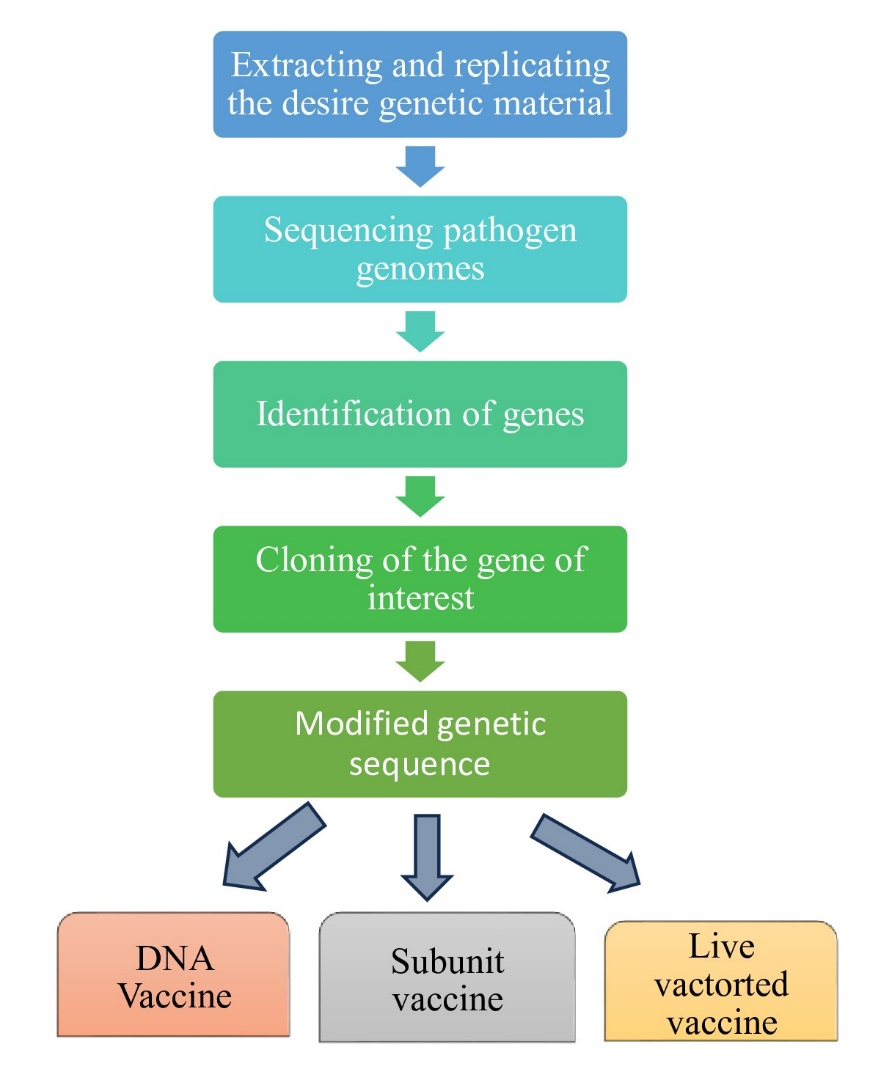 Extracting and replicating
the desire genetic material
Sequencing pathogen
genomes
Identification of genes
Cloning of the gene of
interest
Modified genetic
sequence
DNA
Vaccine
Subunit
vaccine
Live
vactorted
vaccine